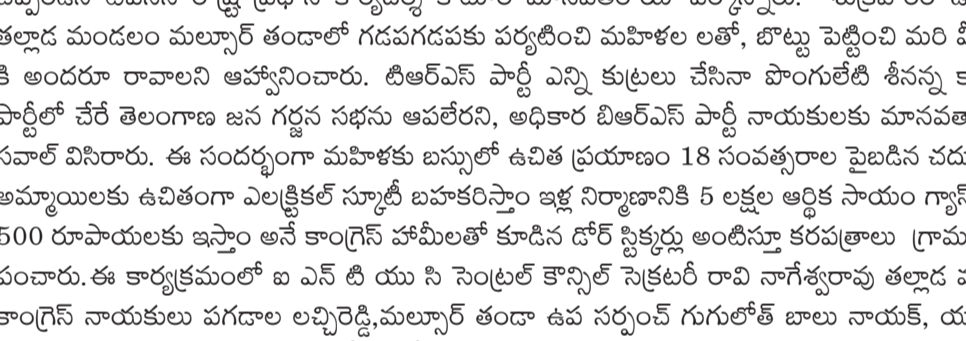 తల్లాడ మండలం మల్సూర్ తండాలో గడపగడపకు పర్యటించి మహిళల లతో, బొట్టు పెట్టించి మరి
కి అందరూ రావాలని ఆహ్వానించారు. టిఆర్ఎస్ పార్టీ ఎన్ని కుట్రలు చేసినా పొంగులేటి శీనన్న
పార్టీలో చేరే తెలంగాణ జన గర్జన సభను ఆపలేరని, అధికార బిఆర్ఎస్ పార్టీ నాయకులకు మానవతా
సవాల్ విసిరారు. ఈ సందర్భంగా మహిళకు బస్సులో ఉచిత ప్రయాణం 18 సంవత్సరాల పైబడిన చదు
అమ్మాయిలకు ఉచితంగా ఎలక్ట్రికల్ స్కూటీ బహకరిస్తాం ఇళ్ల నిర్మాణానికి 5 లక్షల ఆర్థిక సాయం గ్యాస్
500 రూపాయలకు ఇస్తాం అనే కాంగ్రెస్ హామీలతో కూడిన డోర్ స్టిక్కర్లు అంటిస్తూ కరపత్రాలు గ్రామ
పంచారు.ఈ కార్యక్రమంలో ఐ ఎన్ టి యు సి సెంట్రల్ కౌన్సిల్ సెక్రటరీ రావి నాగేశ్వరావు తల్లాడ
కాంగ్రెస్ నాయకులు పగడాల లచ్చిరెడ్డి,మల్సూర్ తండా ఉప సర్పంచ్ గుగులోత్ బాలు నాయక్, య